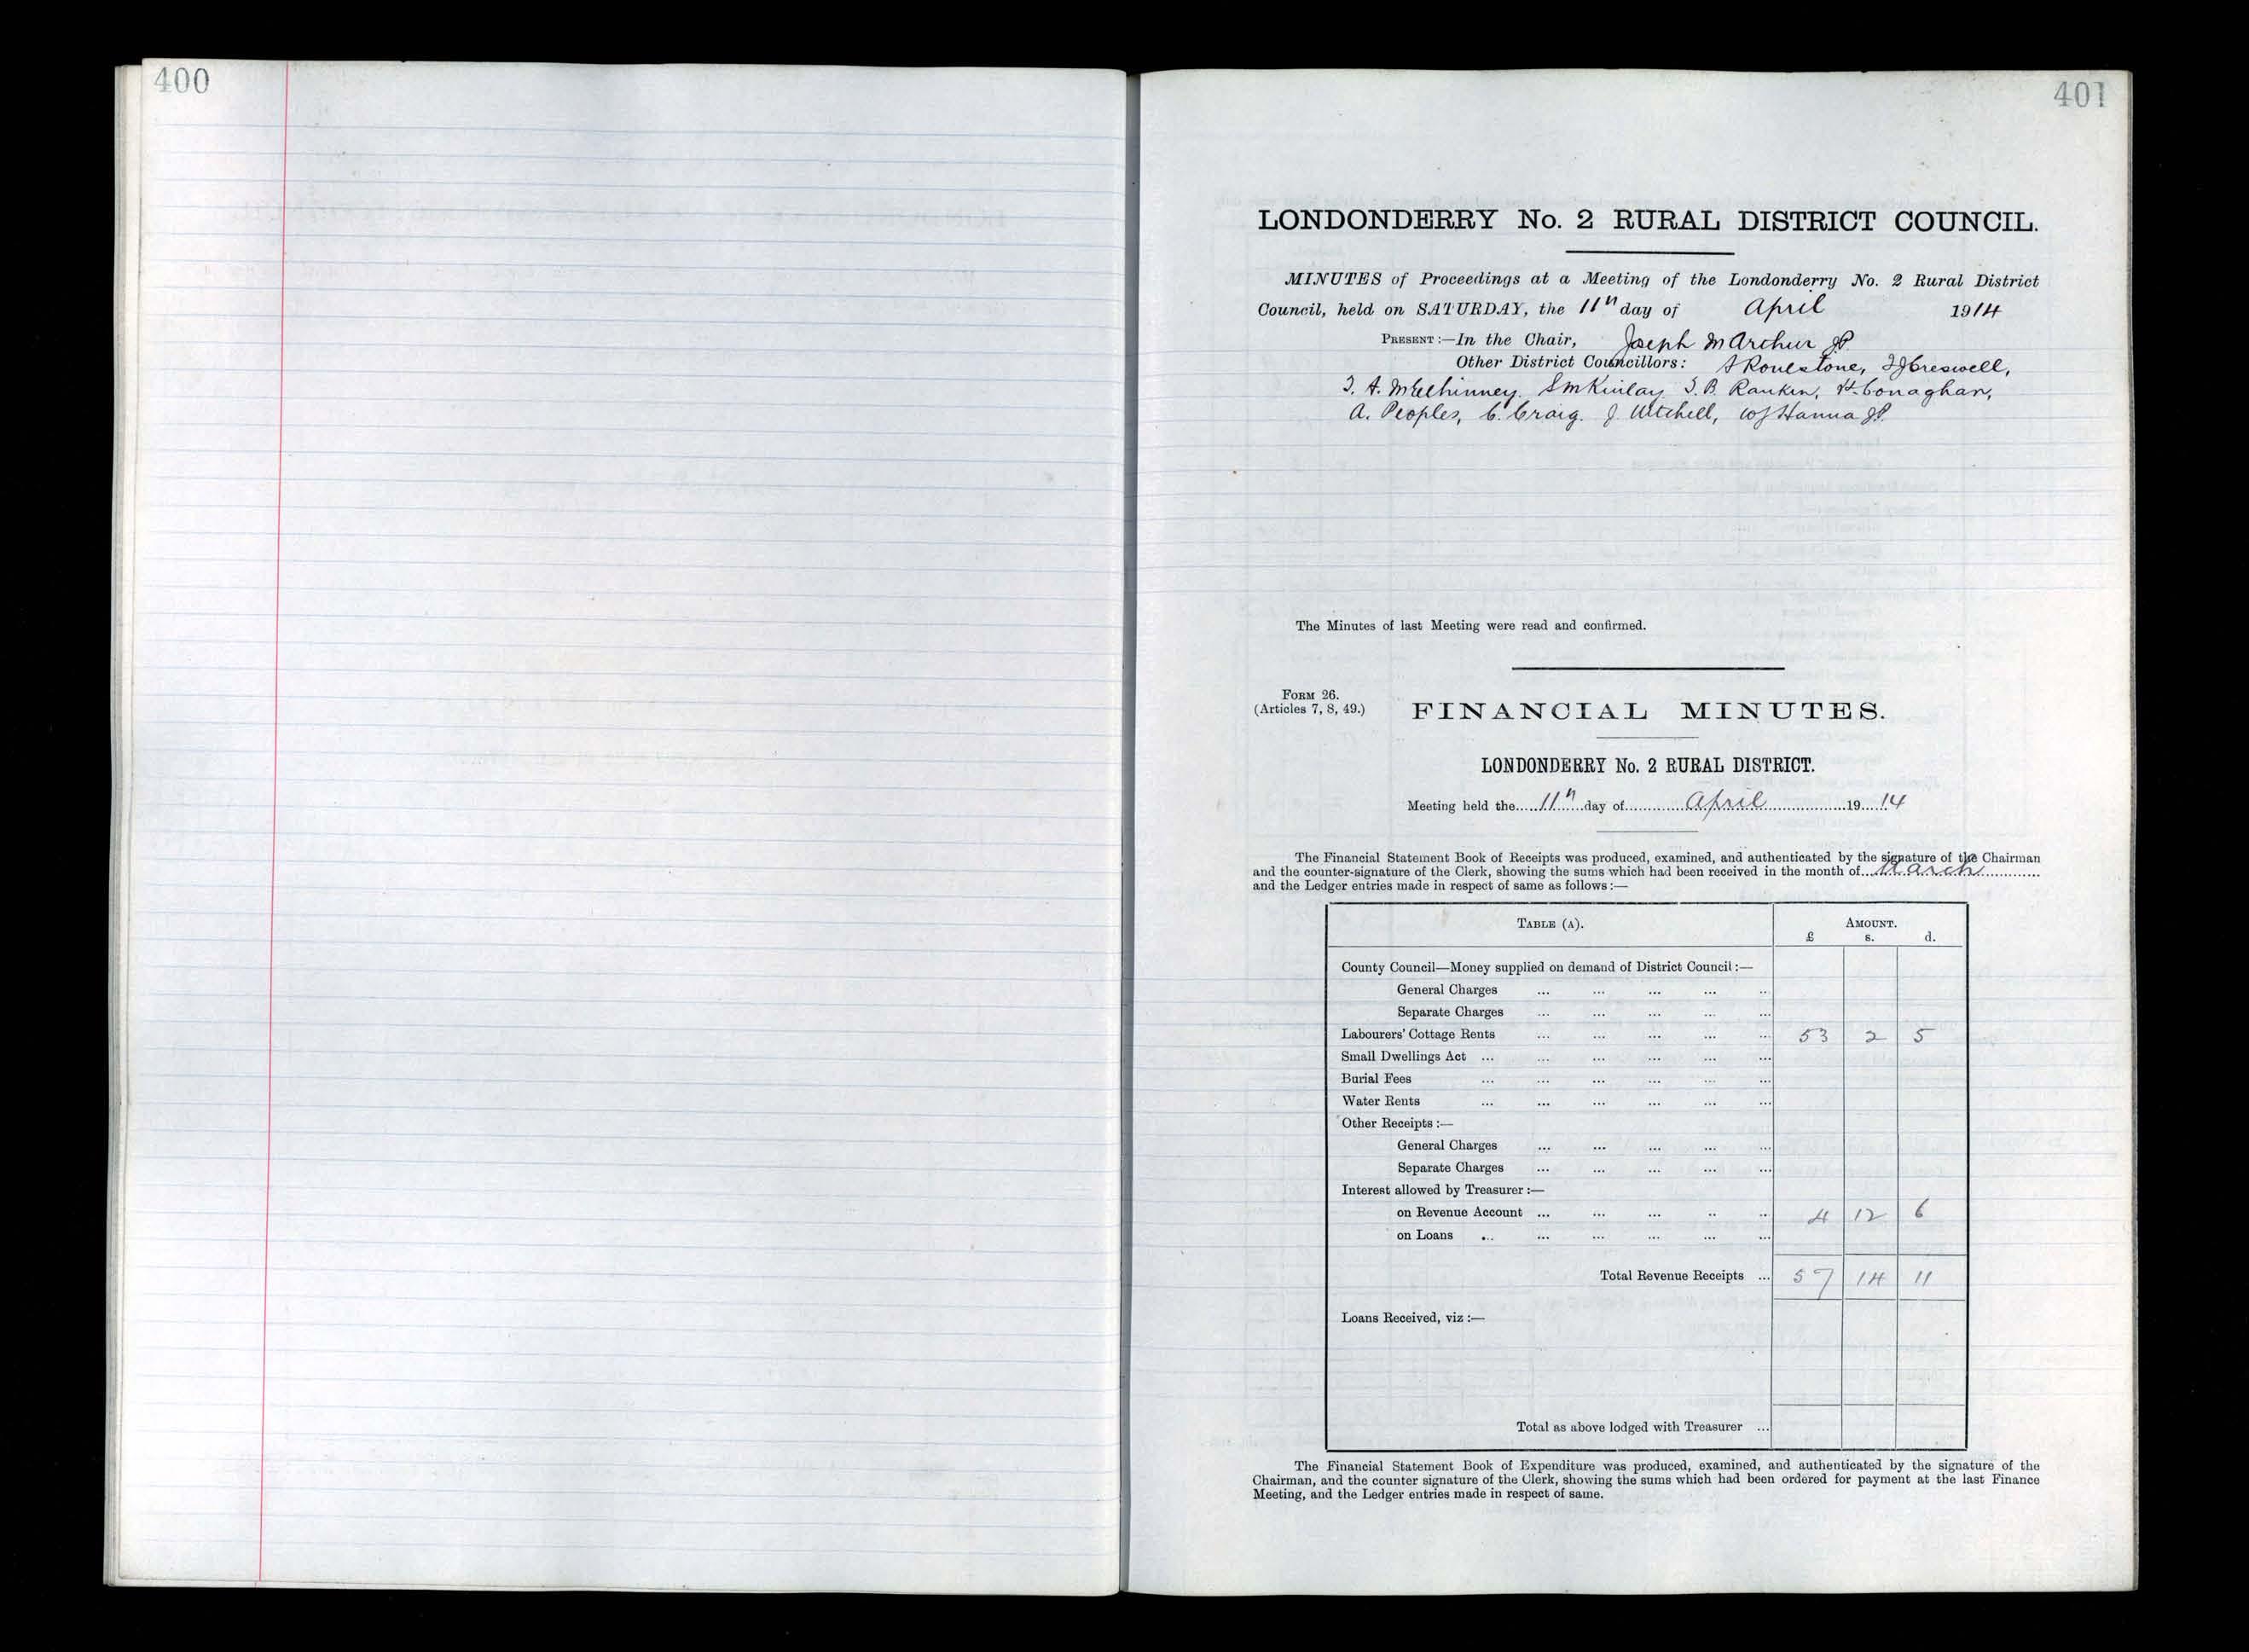 400
401
LONDONDERRY No. 2 RURAL DISTRICT COUNCIL.
MINUTES of Proceedings at a Meeting of the Londonderry No. 2 Rural District
Council, held on SATURDAY, the 11th day of April 1914
PRESENT:—In the Chair, Joseph McArthur JP
Other District Councillors: A Roulstone, J J Creswell,
J. A. McElhinney. S McKinlay J. B. Rankin, H. Conaghan,
A. Peoples, C. Craig. J Mitchell, WJ Hanna JP.
The Minutes of last Meeting were read and confirmed.
FORM 26.
(Articles 7, 8, 49.)
FINANCIAL MINUTES.
LONDONDERRY No. 2 RURAL DISTRICT.
Meeting held the 11th day of April 1914
The Financial Statement Book of Receipts was produced, examined, and authenticated by the signature of the Chairman
and the counter-signature of the Clerk, showing the sums which had been received in the month of March
and the Ledger entries made in respect of same as follows:—
TABLE (A). AMOUNT.
£ s. d.
County Council—Money supplied on demand of District Council:—
General Charges ... ... ... ... ...
Separate Charges ... ... ... ... ...
Labourers' Cottage Rents ... ... ... ... ... 53 2 5
Small Dwellings Act ... ... ... ... ... ...
Burial Fees ... ... ... ... ... ...
Water Rents ... ... ... ... ... ...
Other Receipts:—
General Charges ... ... ... ... ...
Separate Charges ... ... ... ... ...
Interest allowed by Treasurer:—
on Revenue Account ... ... ... .. ... 4 12 6
on Loans ... ... ... ... ... ...
Total Revenue Receipts ... 57 14 11
Loans Received, viz:—
Total as above lodged with Treasurer ...
The Financial Statement Book of Expenditure was produced, examined, and authenticated by the signature of the
Chairman, and the counter signature of the Clerk, showing the sums which had been ordered for payment at the last Finance
Meeting, and the Ledger entries made in respect of same.